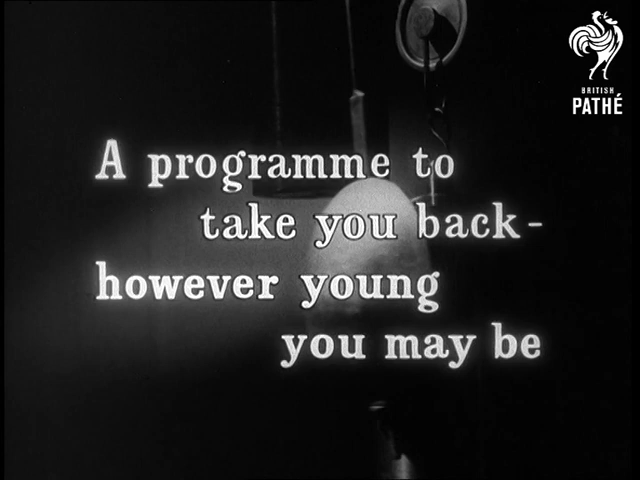 BRITISH
PATHÉ
A programme to
take you back-
however young
you may be